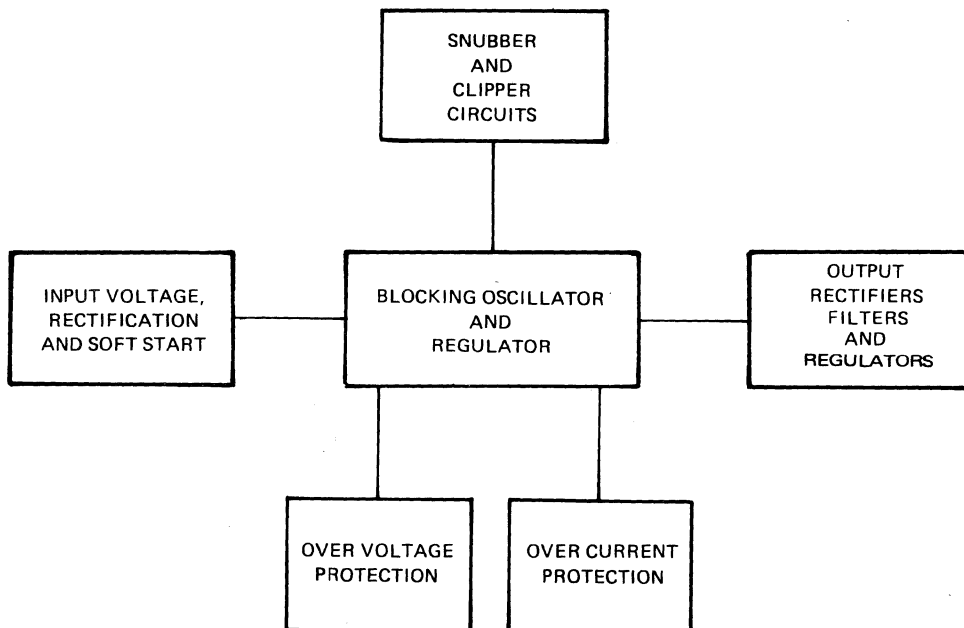 SNUBBER
AND
CLIPPER
CIRCUITS
INPUT VOLTAGE,
RECTIFICATION
AND SOFT START
BLOCKING OSCILLATOR
AND
REGULATOR
OUTPUT
RECTIFIERS
FILTERS
AND
REGULATORS
OVER VOLTAGE
PROTECTION
OVER CURRENT
PROTECTION